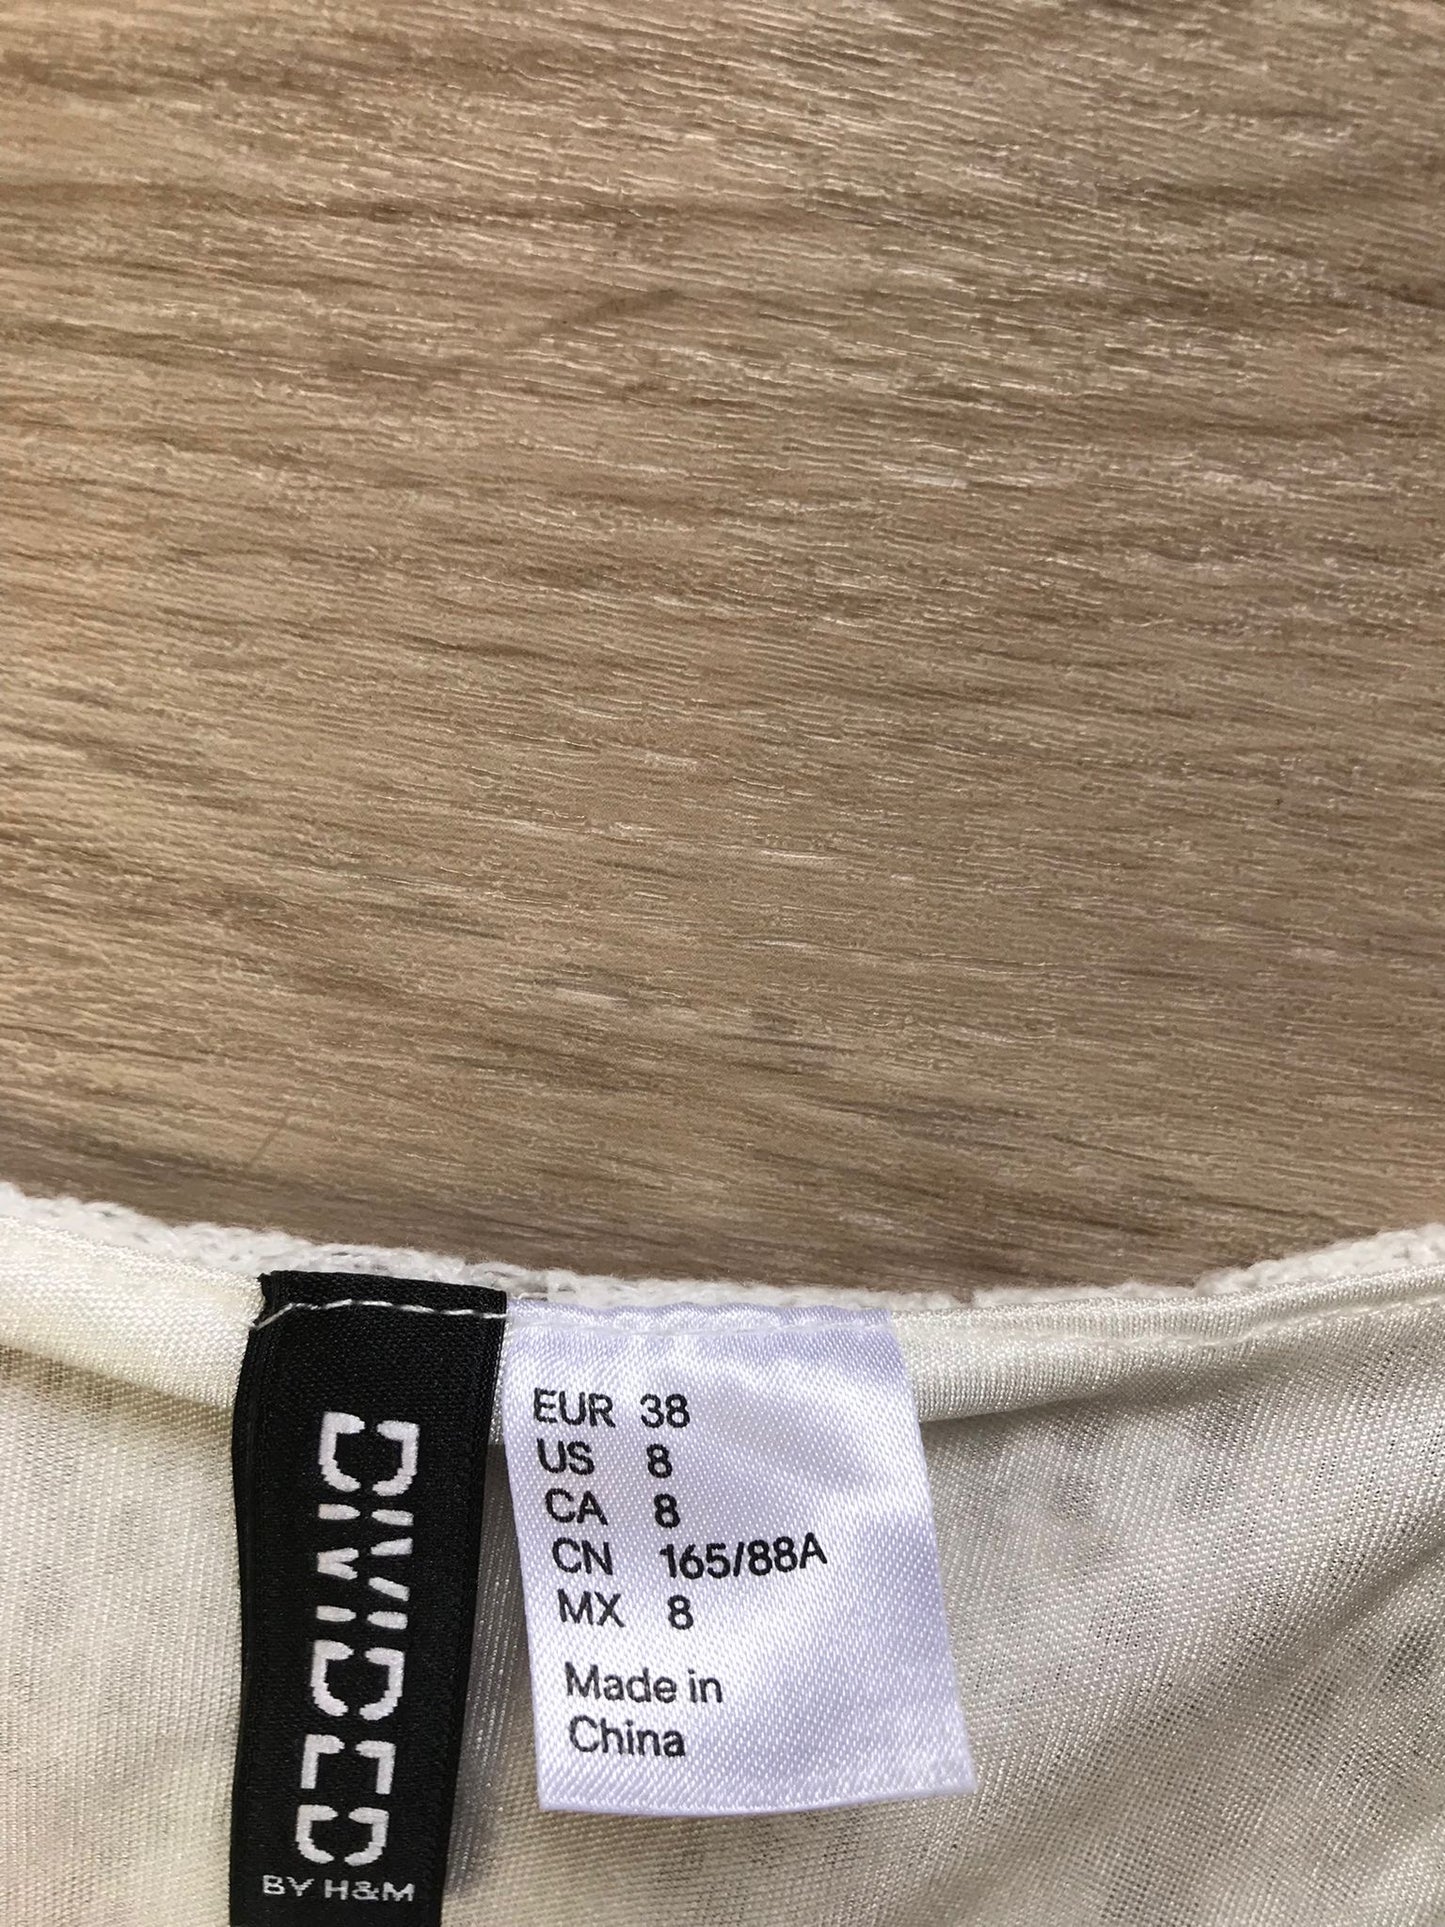 DIVIDED
BY H&M
EUR 38
US 8
CA 8
CN 165/88A
MX 8
Made in
China